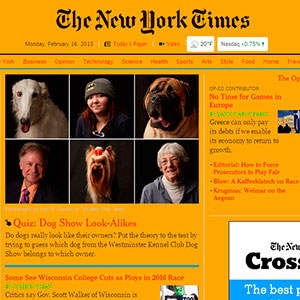 The New York Times
Monday, February 16, 2015 | Today's Paper | Video 20°F Nasdaq +0.75% ↑
York Business Opinion Technology Science Health Sports Arts Style Food Home Travel
The Op
OP-ED CONTRIBUTOR
No Time for Games in
Europe
Greece can only pay
its debts if we enable
its economy to return to
growth.
• Editorial: How to Force
Prosecutors to Play Fair
• Blow: A Kaffeeklatsch on Race
• Krugman: Weimar on the
Aegean
Quiz: Dog Show Look-Alikes
Do dogs really look like their owners? Put the theory to the test by
trying to guess which dog from the Westminster Kennel Club Dog
Show belongs to which owner.
Some See Wisconsin College Cuts as Ploys in 2016 Race
Critics say Gov. Scott Walker of Wisconsin is
The New
Cross
The best p